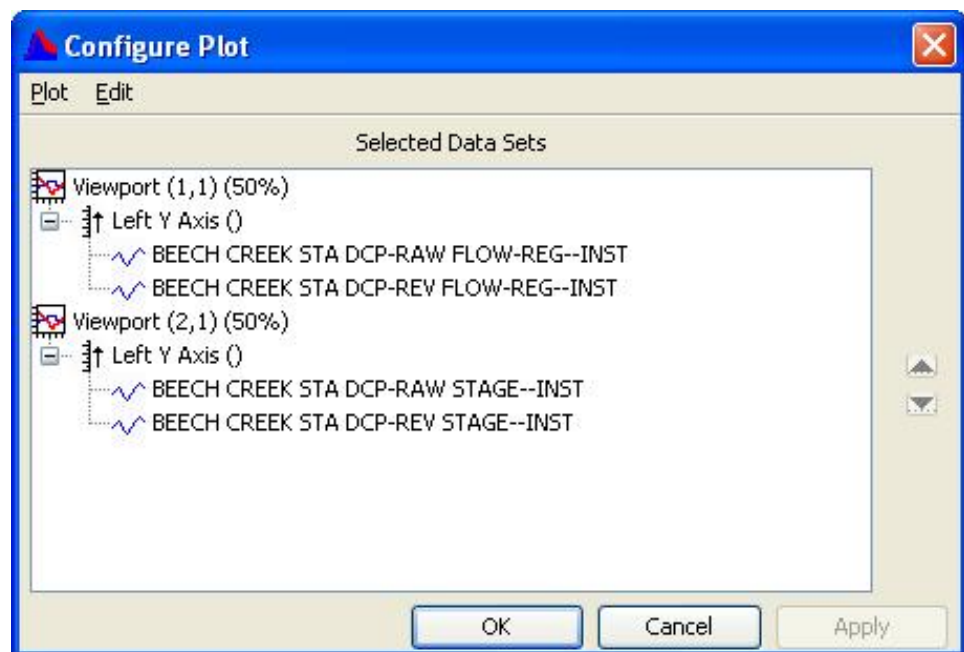 Configure Plot
Plot Edit
Selected Data Sets
Viewport (1,1) (50%)
Left Y Axis ()
BEECH CREEK STA DCP-RAW FLOW-REG--INST
BEECH CREEK STA DCP-REV FLOW-REG--INST
Viewport (2,1) (50%)
Left Y Axis ()
BEECH CREEK STA DCP-RAW STAGE--INST
BEECH CREEK STA DCP-REV STAGE--INST
OK Cancel Apply